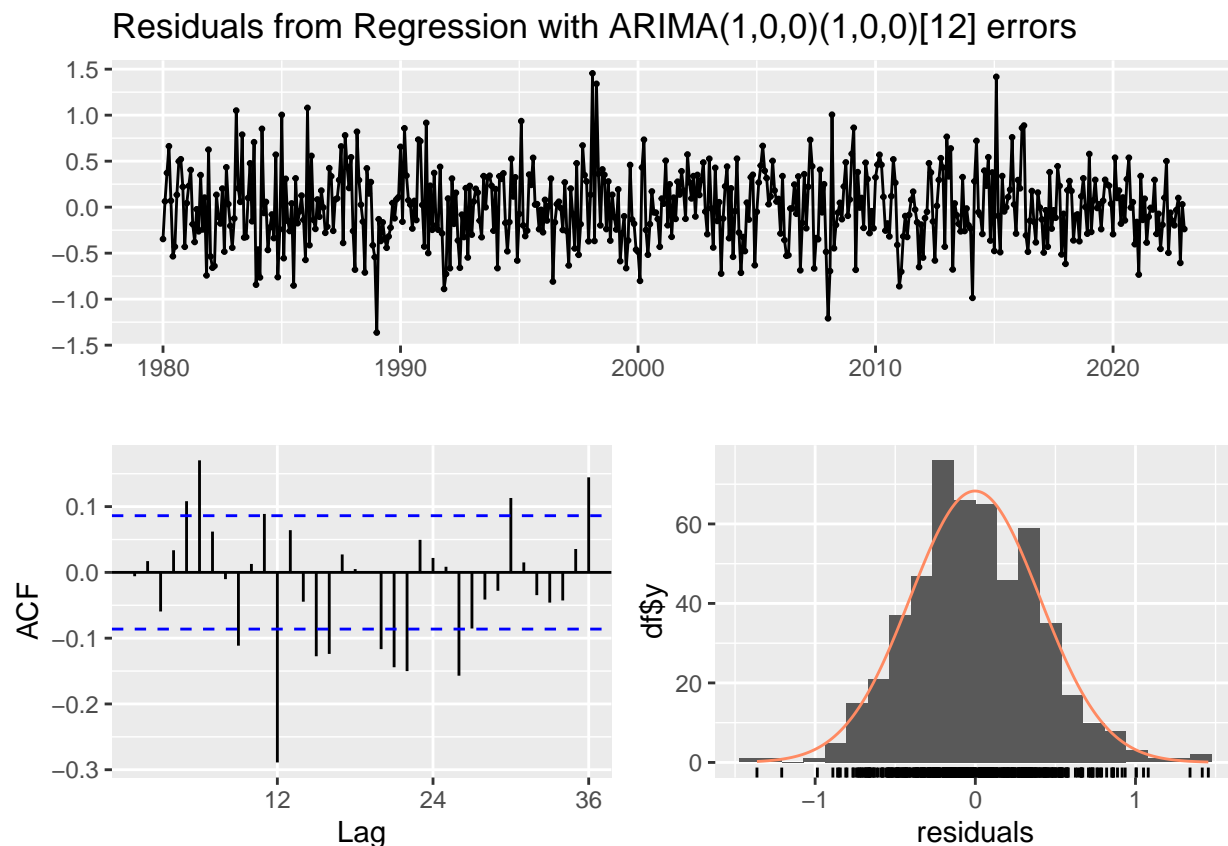 Residuals from Regression with ARIMA(1,0,0)(1,0,0)[12] errors
1.5
1.0
0.5
0.0
−0.5
−1.0
−1.5
1980 1990 2000 2010 2020
ACF
0.1
0.0
−0.1
−0.2
−0.3
12 24 36
Lag
df$y
60
40
20
0
−1 0 1
residuals